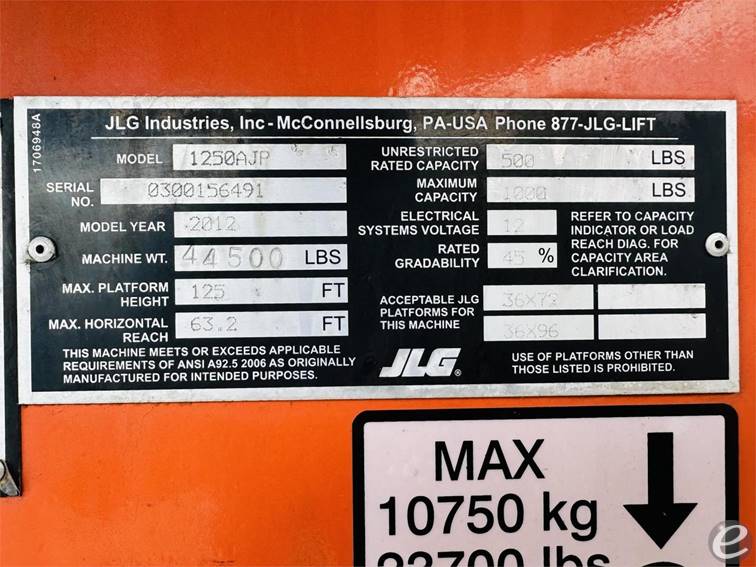 1706948A
JLG Industries, Inc - McConnellsburg, PA-USA Phone 877-JLG-LIFT
MODEL 1250AJP
SERIAL NO. 0300156491
MODEL YEAR 2012
MACHINE WT. 44500 LBS
MAX. PLATFORM HEIGHT 125 FT
MAX. HORIZONTAL REACH 63.2 FT
THIS MACHINE MEETS OR EXCEEDS APPLICABLE
REQUIREMENTS OF ANSI A92.5 2006 AS ORIGINALLY
MANUFACTURED FOR INTENDED PURPOSES.
UNRESTRICTED
RATED CAPACITY 500 LBS
MAXIMUM
CAPACITY 1000 LBS
ELECTRICAL
SYSTEMS VOLTAGE 12
RATED
GRADABILITY 45 %
REFER TO CAPACITY
INDICATOR OR LOAD
REACH DIAG. FOR
CAPACITY AREA
CLARIFICATION.
ACCEPTABLE JLG
PLATFORMS FOR
THIS MACHINE
36X72
36X96
JLG®
USE OF PLATFORMS OTHER THAN
THOSE LISTED IS PROHIBITED.
MAX
10750 kg
23700 lbs
e